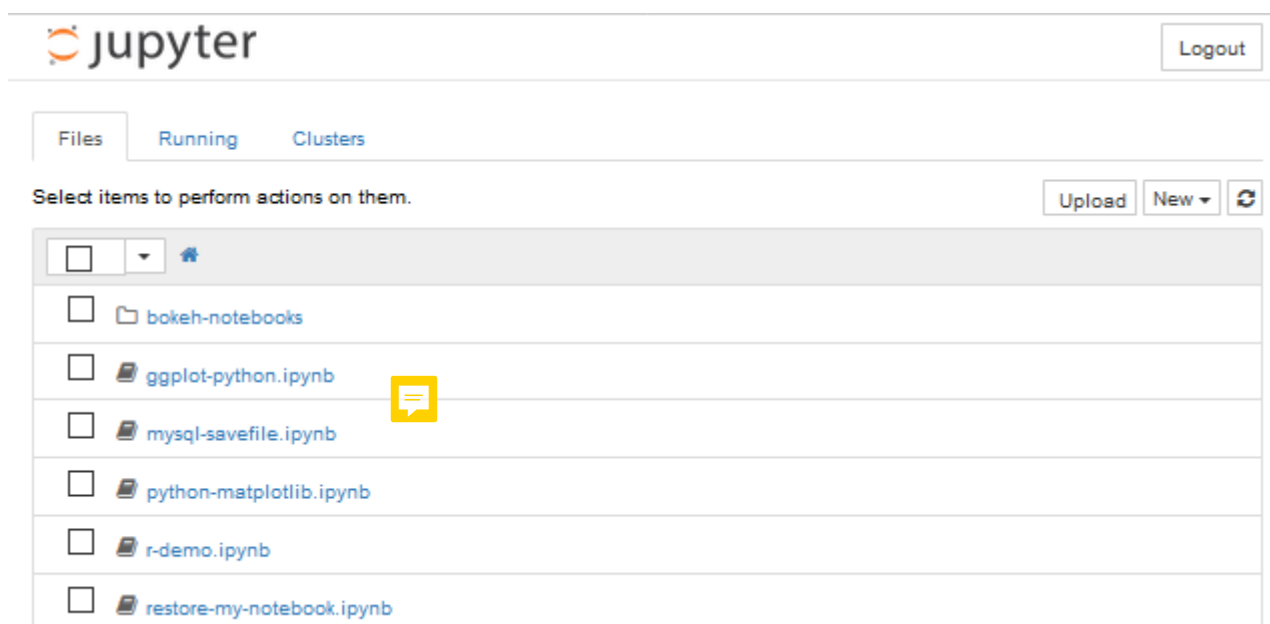 jupyter
Logout
Files Running Clusters
Select items to perform actions on them.
Upload New
bokeh-notebooks
ggplot-python.ipynb
mysql-savefile.ipynb
python-matplotlib.ipynb
r-demo.ipynb
restore-my-notebook.ipynb